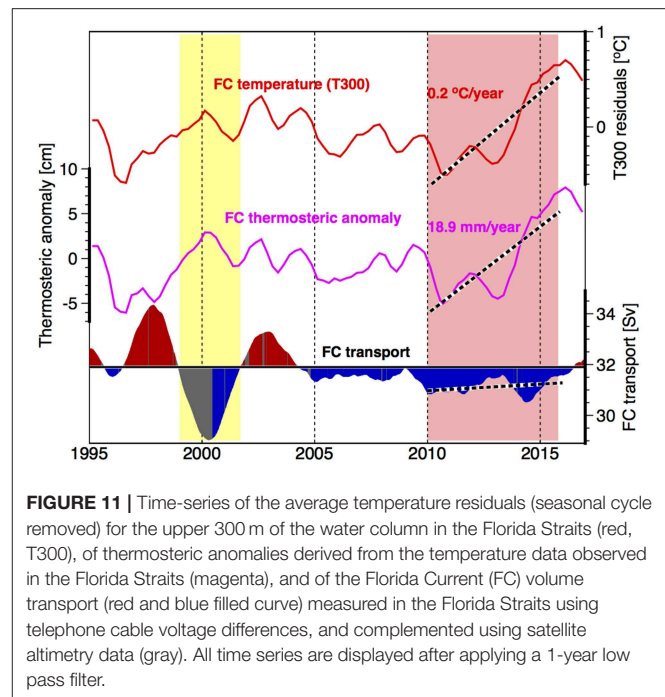 1
FC temperature (T300)
0.2 ºC/year
0
T300 residuals [ºC]
10
5
0
-5
Thermosteric anomaly [cm]
FC thermosteric anomaly
18.9 mm/year
34
32
30
FC transport [Sv]
FC transport
1995
2000
2005
2010
2015
FIGURE 11 | Time-series of the average temperature residuals (seasonal cycle
removed) for the upper 300 m of the water column in the Florida Straits (red,
T300), of thermosteric anomalies derived from the temperature data observed
in the Florida Straits (magenta), and of the Florida Current (FC) volume
transport (red and blue filled curve) measured in the Florida Straits using
telephone cable voltage differences, and complemented using satellite
altimetry data (gray). All time series are displayed after applying a 1-year low
pass filter.